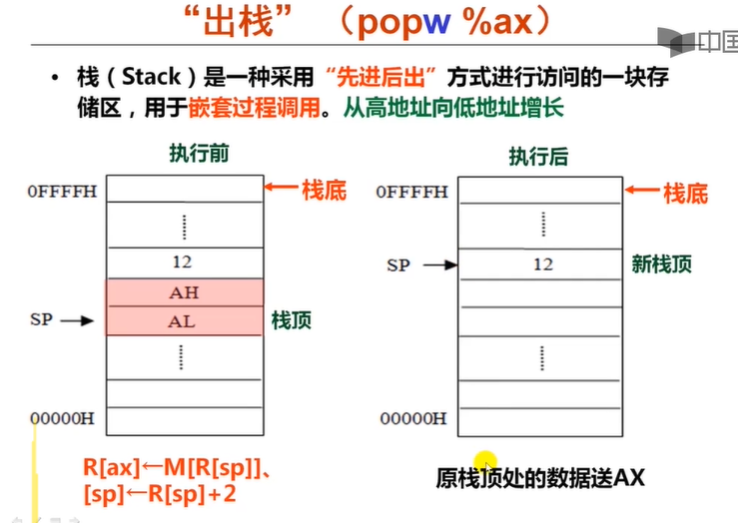 “出栈” （popw %ax）
中国
• 栈（Stack）是一种采用“先进后出”方式进行访问的一块存
储区，用于嵌套过程调用。从高地址向低地址增长
执行前
执行后
0FFFFH
栈底
0FFFFH
栈底
12
SP
12
新栈顶
AH
SP
AL
栈顶
00000H
00000H
R[ax]←M[R[sp]]、
[sp]←R[sp]+2
原栈顶处的数据送AX